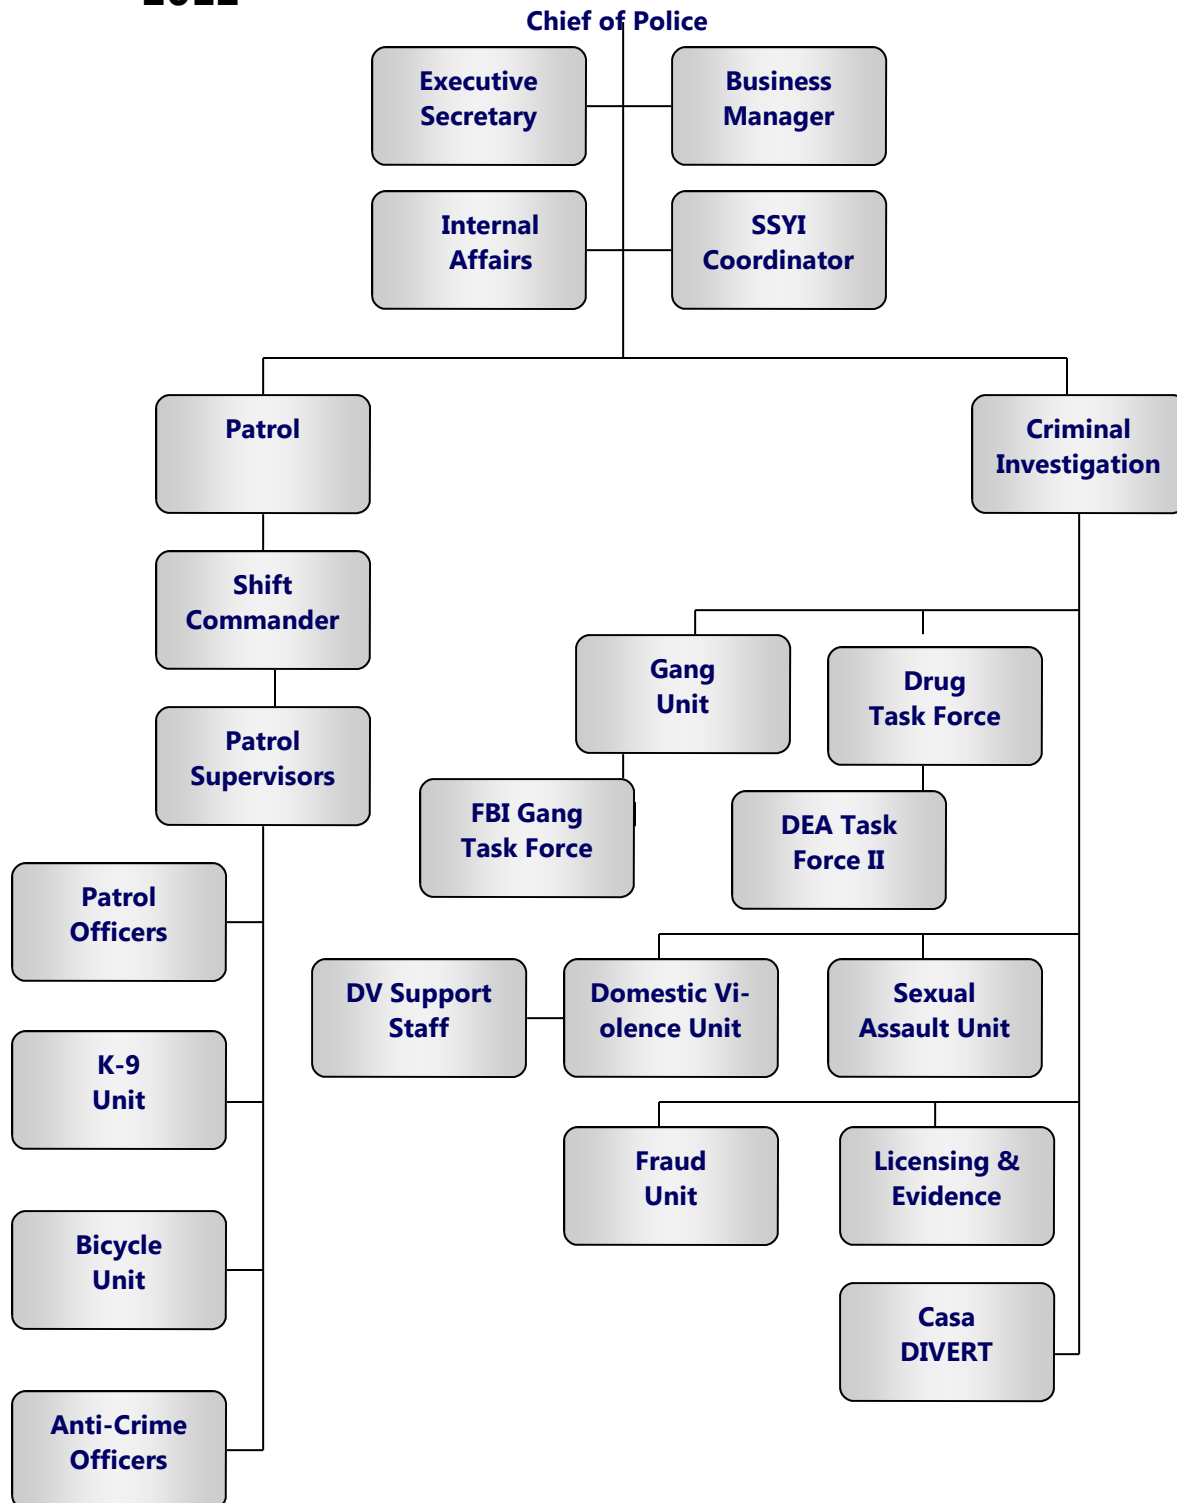 Chief of Police
Executive
Secretary
Business
Manager
Internal
Affairs
SSYI
Coordinator
Patrol
Criminal
Investigation
Shift
Commander
Gang
Unit
Drug
Task Force
Patrol
Supervisors
FBI Gang
Task Force
DEA Task
Force II
Patrol
Officers
DV Support
Staff
Domestic Vi-
olence Unit
Sexual
Assault Unit
K-9
Unit
Fraud
Unit
Licensing &
Evidence
Bicycle
Unit
Casa
DIVERT
Anti-Crime
Officers